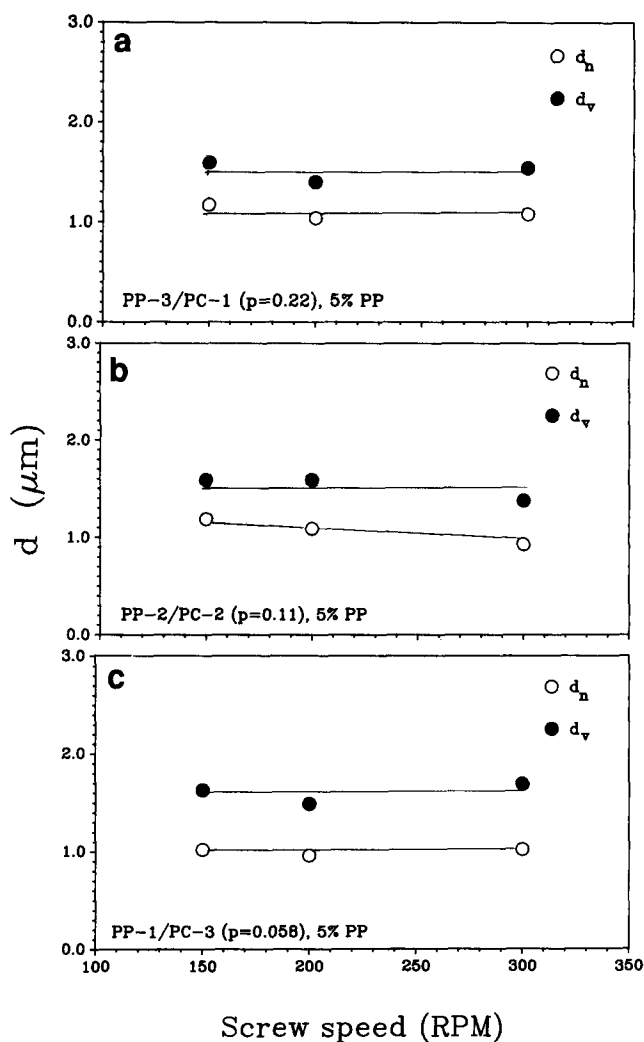 3.0
a
d_n
d_v
2.0
1.0
PP-3/PC-1 (p=0.22), 5% PP
0.0
3.0
b
d_n
d_v
2.0
1.0
PP-2/PC-2 (p=0.11), 5% PP
0.0
3.0
c
d_n
d_v
2.0
1.0
PP-1/PC-3 (p=0.058), 5% PP
0.0
100 150 200 250 300 350
d (μm)
Screw speed (RPM)